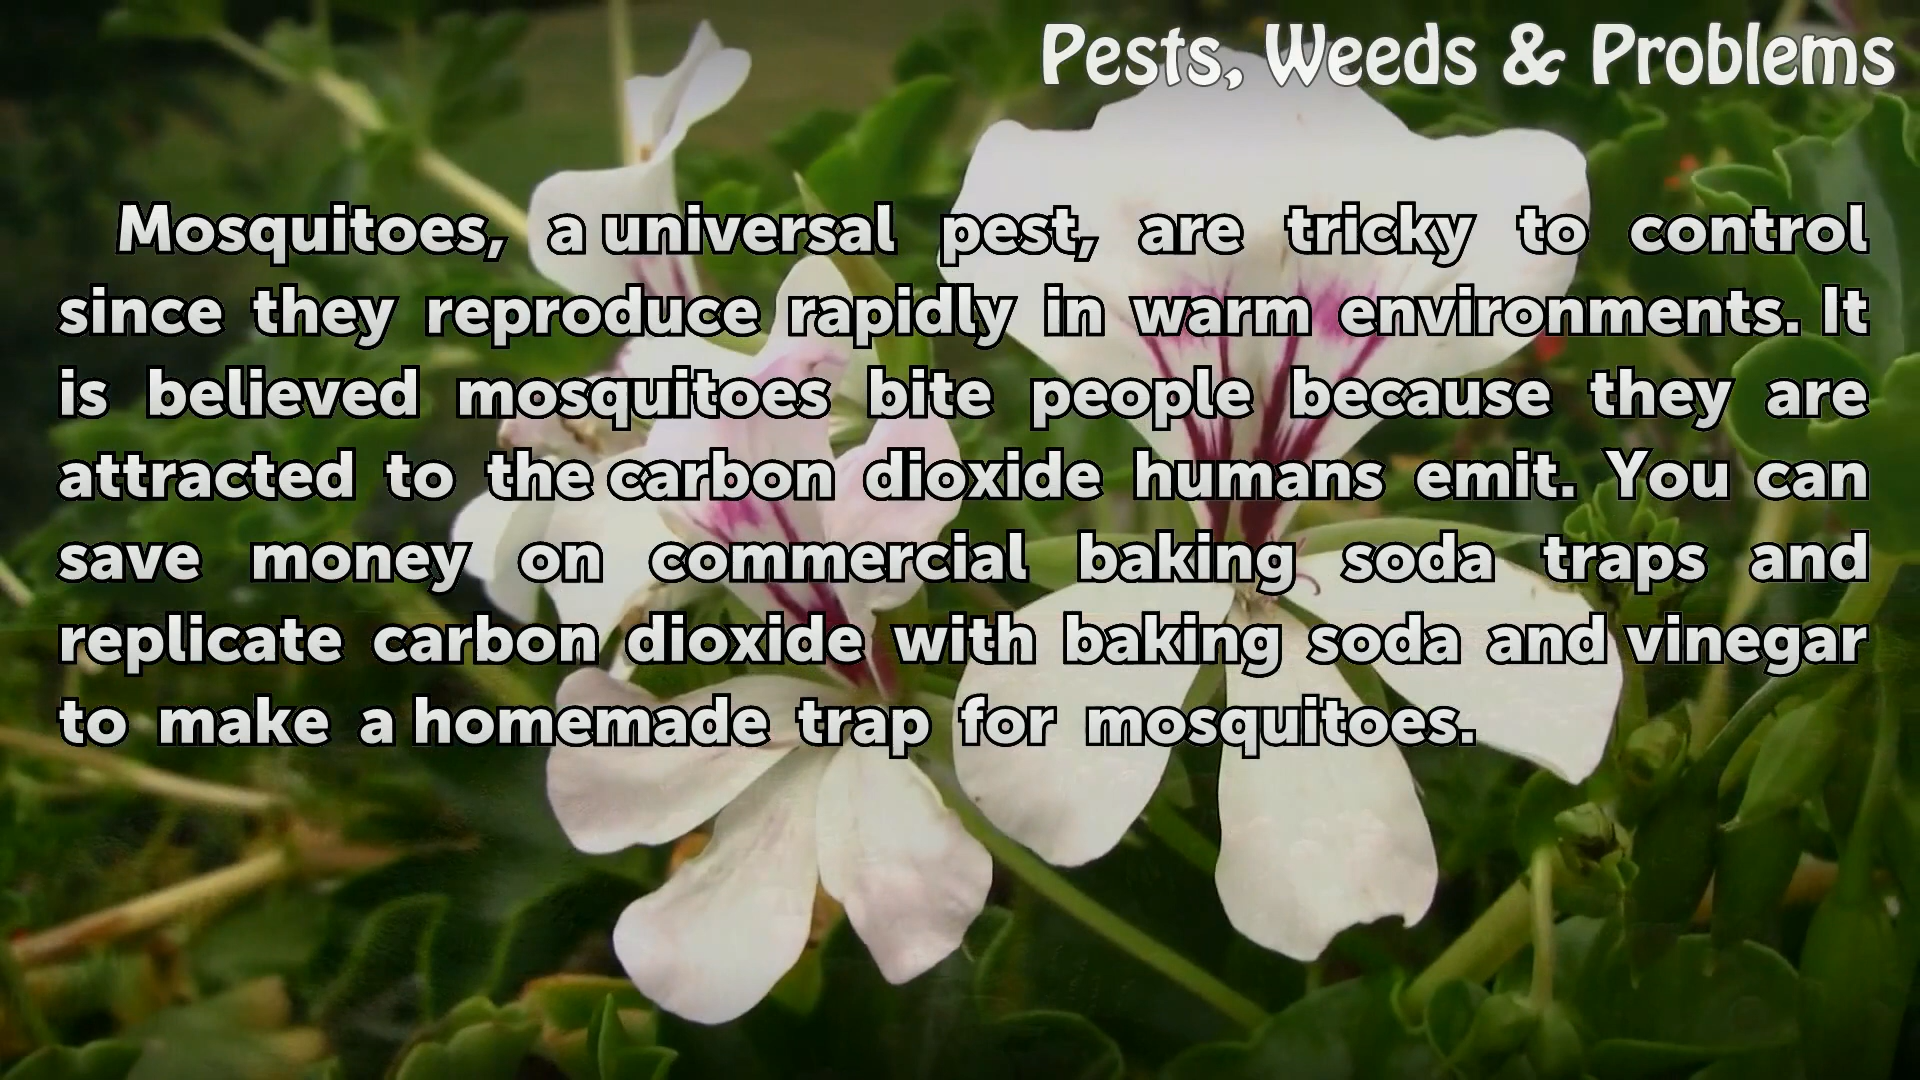 Pests, Weeds & Problems
Mosquitoes, a universal pest, are tricky to control
since they reproduce rapidly in warm environments. It
is believed mosquitoes bite people because they are
attracted to the carbon dioxide humans emit. You can
save money on commercial baking soda traps and
replicate carbon dioxide with baking soda and vinegar
to make a homemade trap for mosquitoes.